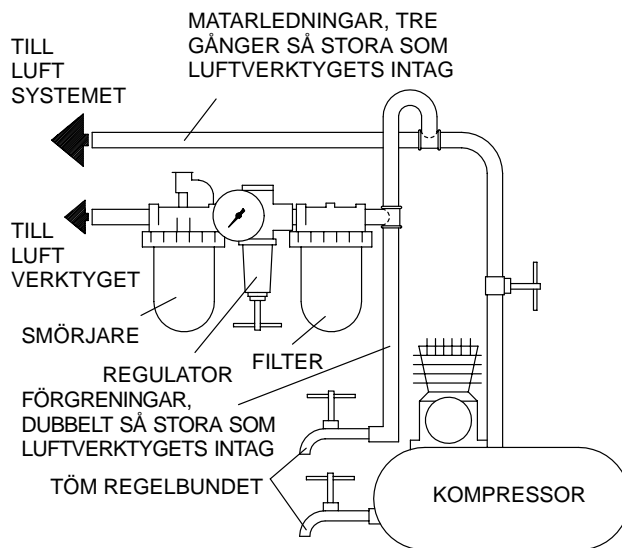 MATARLEDNINGAR, TRE
GÅNGER SÅ STORA SOM
LUFTVERKTYGETS INTAG
TILL
LUFT
SYSTEMET
TILL
LUFT
VERKTYGET
SMÖRJARE
REGULATOR
FILTER
FÖRGRENINGAR,
DUBBELT SÅ STORA SOM
LUFTVERKTYGETS INTAG
TÖM REGELBUNDET
KOMPRESSOR